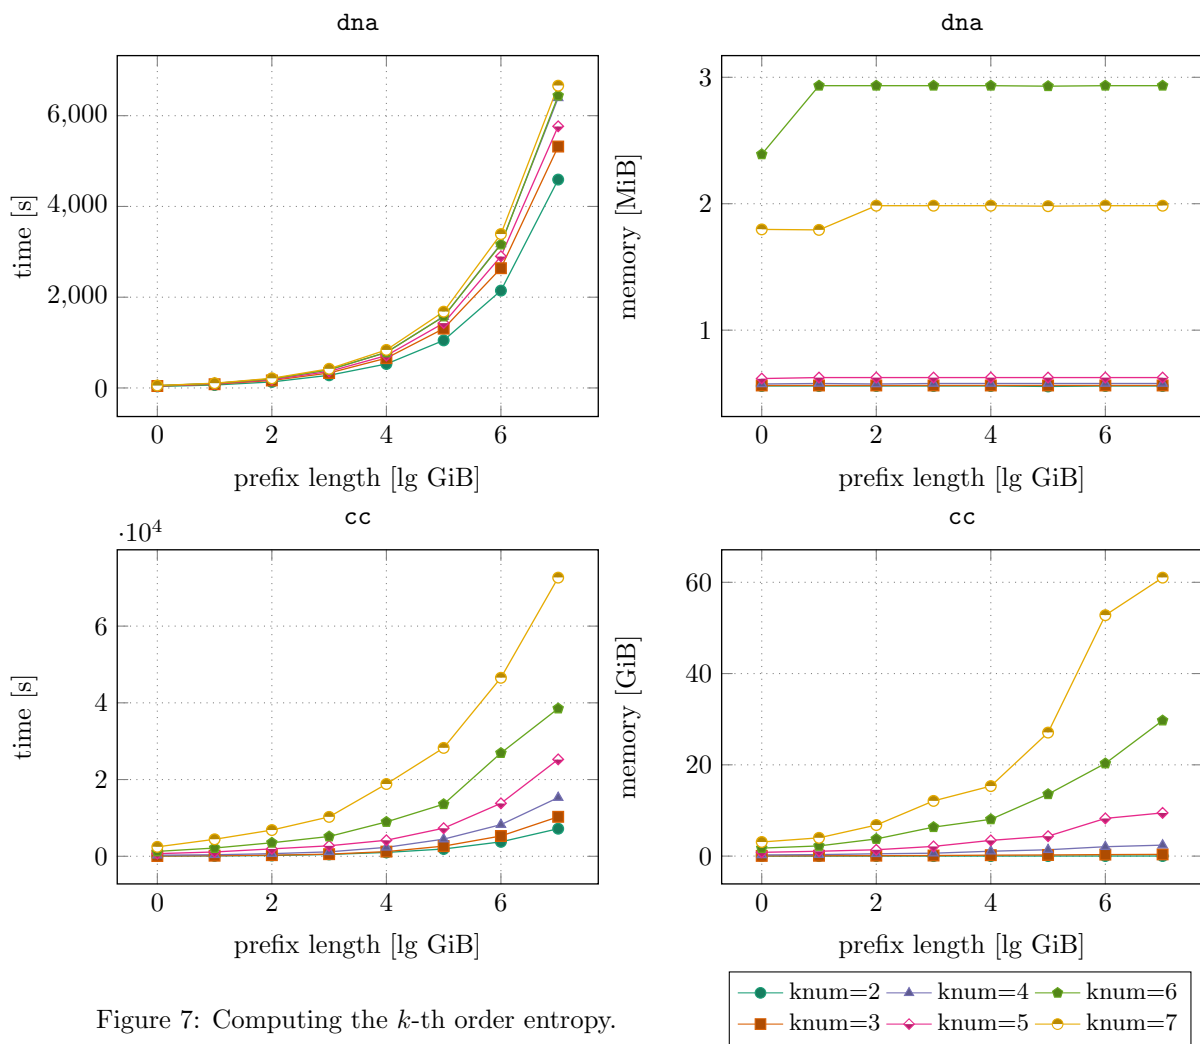 dna
6,000
4,000
2,000
0
0 2 4 6
time [s]
prefix length [lg GiB]
dna
3
2
1
0 2 4 6
memory [MiB]
prefix length [lg GiB]
cc
·10^4
6
4
2
0
0 2 4 6
time [s]
prefix length [lg GiB]
cc
60
40
20
0
0 2 4 6
memory [GiB]
prefix length [lg GiB]
knum=2 knum=4 knum=6
knum=3 knum=5 knum=7
Figure 7: Computing the k-th order entropy.